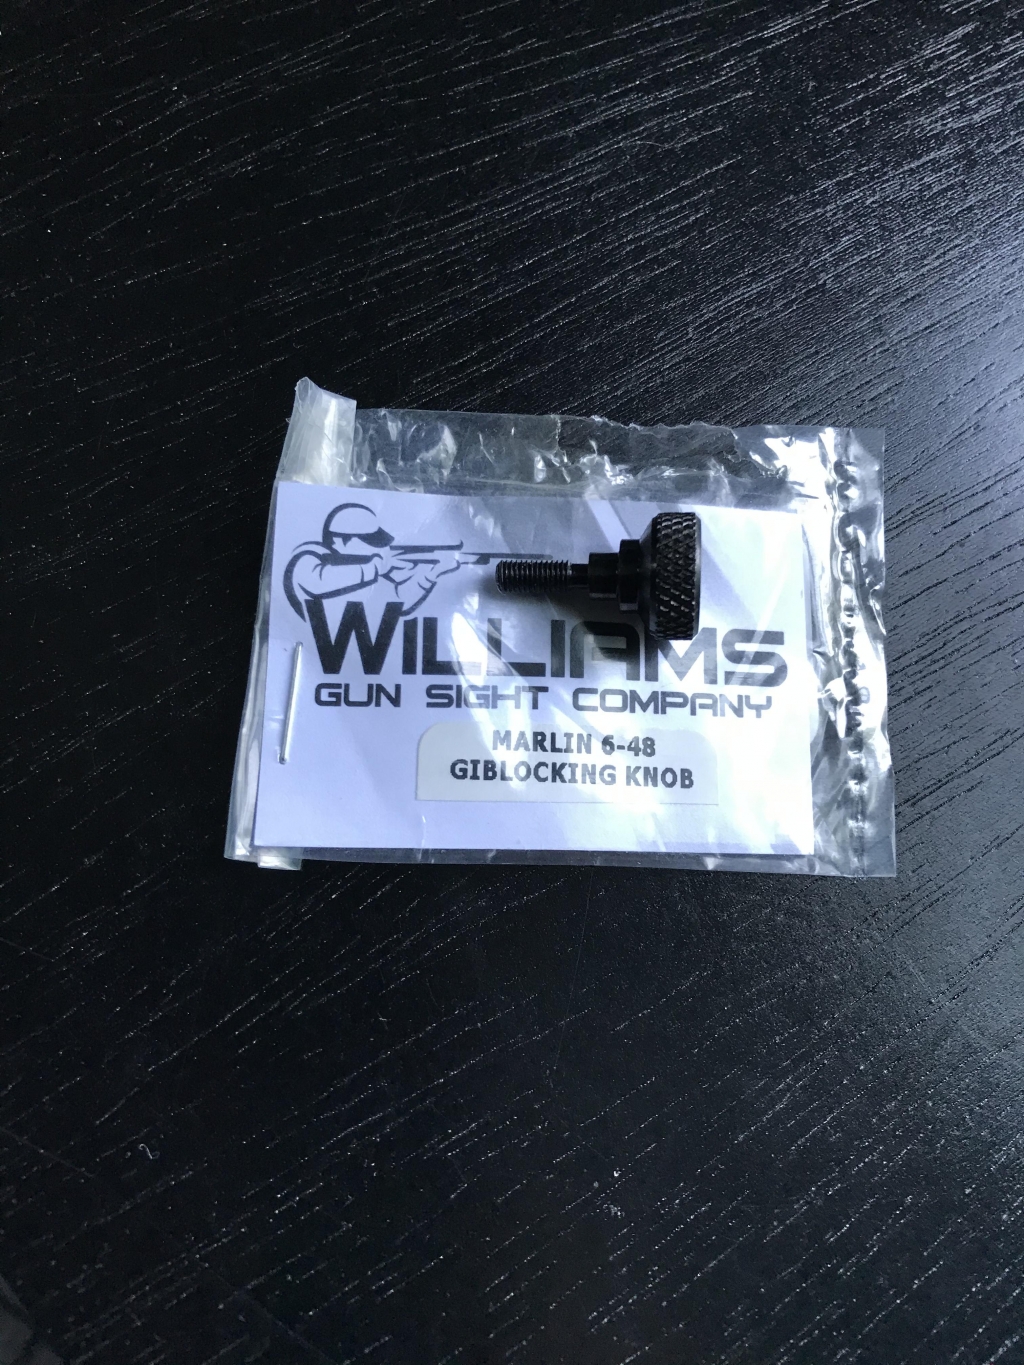 WILLIAMS
GUN SIGHT COMPANY
MARLIN 6-48
GIBLOCKING KNOB